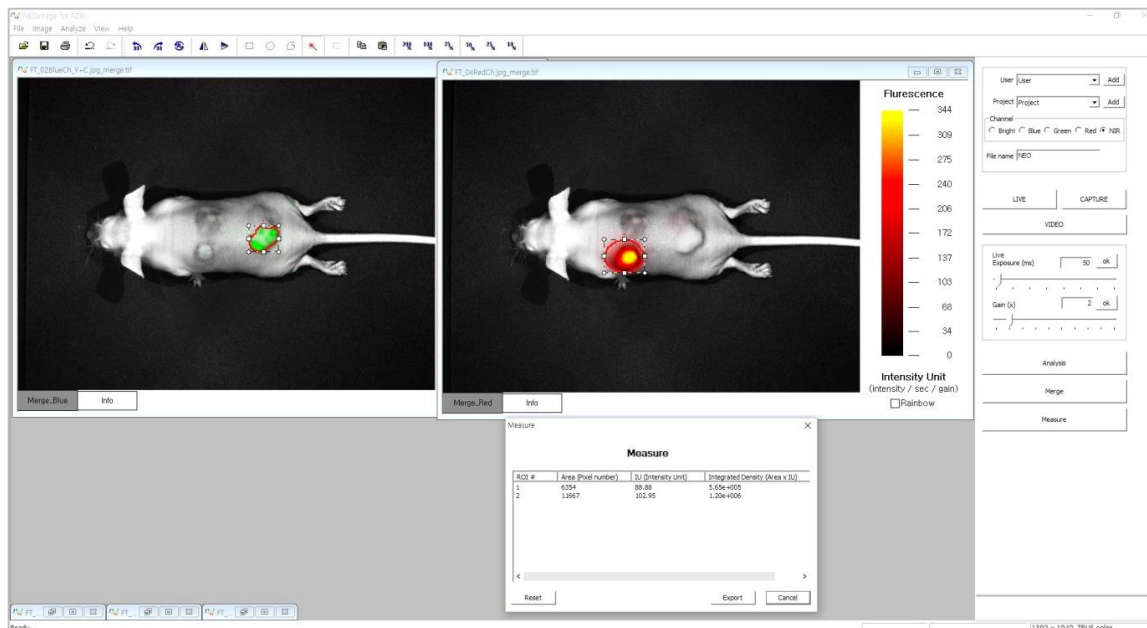 NEOimage for FOBI
File Image Analyze View Help
FT_02BlueCh_Y+C.jpg_merge.tif
Merge_Blue Info
FT_04RedCh.jpg_merge.tif
Flurescence
344
309
275
240
206
172
137
103
68
34
0
Intensity Unit
(intensity / sec / gain)
Rainbow
Merge_Red Info
User User Add
Project Project Add
Channel
Bright Blue Green Red NIR
File name NEO
LIVE CAPTURE
VIDEO
Live
Exposure (ms) 50 ok
Gain (x) 2 ok
Analysis
Merge
Measure
Measure
Measure
ROI # Area (Pixel number) IU (Intensity Unit) Integrated Density (Area x IU)
1 6354 88.88 5.65e+005
2 11667 102.95 1.20e+006
Reset Export Cancel
FT_... FT_... FT_...
Ready 1392 x 1040, TRUE color